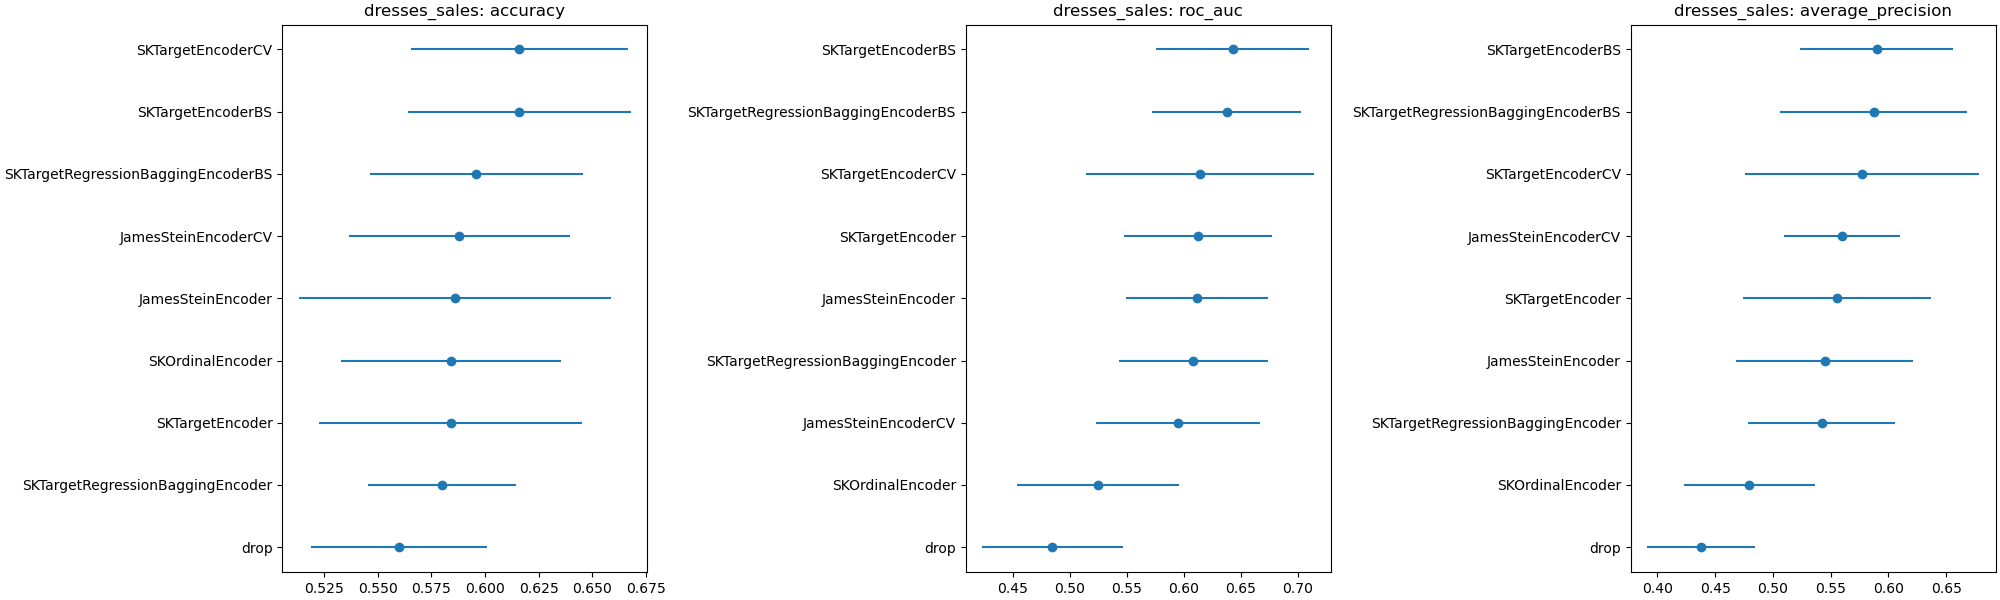 dresses_sales: accuracy
SKTargetEncoderCV
SKTargetEncoderBS
SKTargetRegressionBaggingEncoderBS
JamesSteinEncoderCV
JamesSteinEncoder
SKOrdinalEncoder
SKTargetEncoder
SKTargetRegressionBaggingEncoder
drop
0.525 0.550 0.575 0.600 0.625 0.650 0.675
dresses_sales: roc_auc
SKTargetEncoderBS
SKTargetRegressionBaggingEncoderBS
SKTargetEncoderCV
SKTargetEncoder
JamesSteinEncoder
SKTargetRegressionBaggingEncoder
JamesSteinEncoderCV
SKOrdinalEncoder
drop
0.45 0.50 0.55 0.60 0.65 0.70
dresses_sales: average_precision
SKTargetEncoderBS
SKTargetRegressionBaggingEncoderBS
SKTargetEncoderCV
JamesSteinEncoderCV
SKTargetEncoder
JamesSteinEncoder
SKTargetRegressionBaggingEncoder
SKOrdinalEncoder
drop
0.40 0.45 0.50 0.55 0.60 0.65